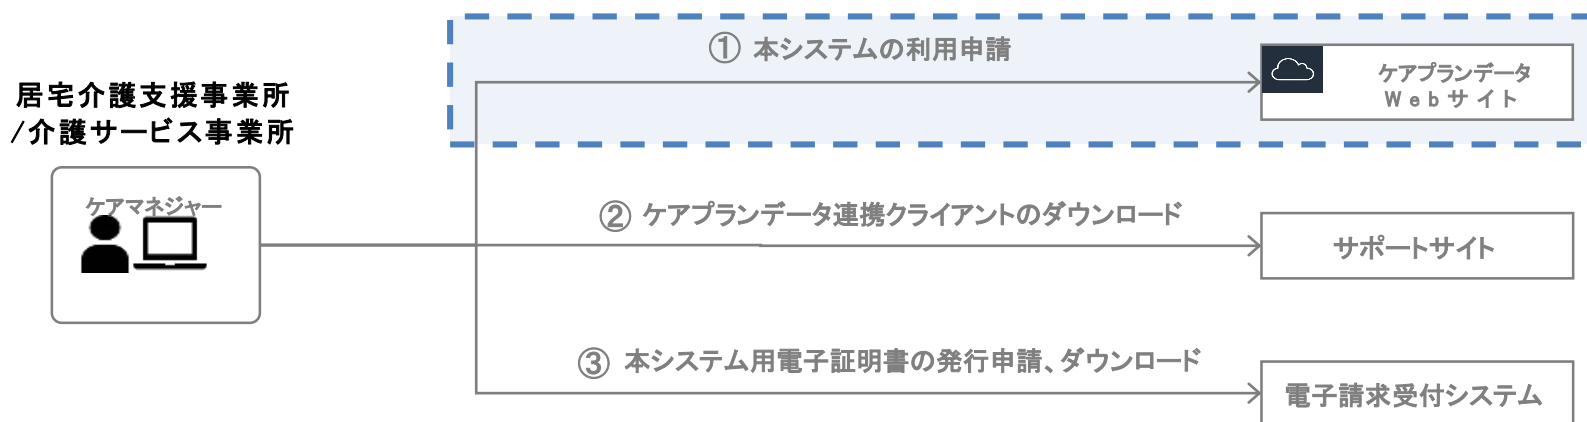 ① 本システムの利用申請
ケアプランデータ
Webサイト
居宅介護支援事業所
/介護サービス事業所
ケアマネジャー
② ケアプランデータ連携クライアントのダウンロード
サポートサイト
③ 本システム用電子証明書の発行申請、ダウンロード
電子請求受付システム